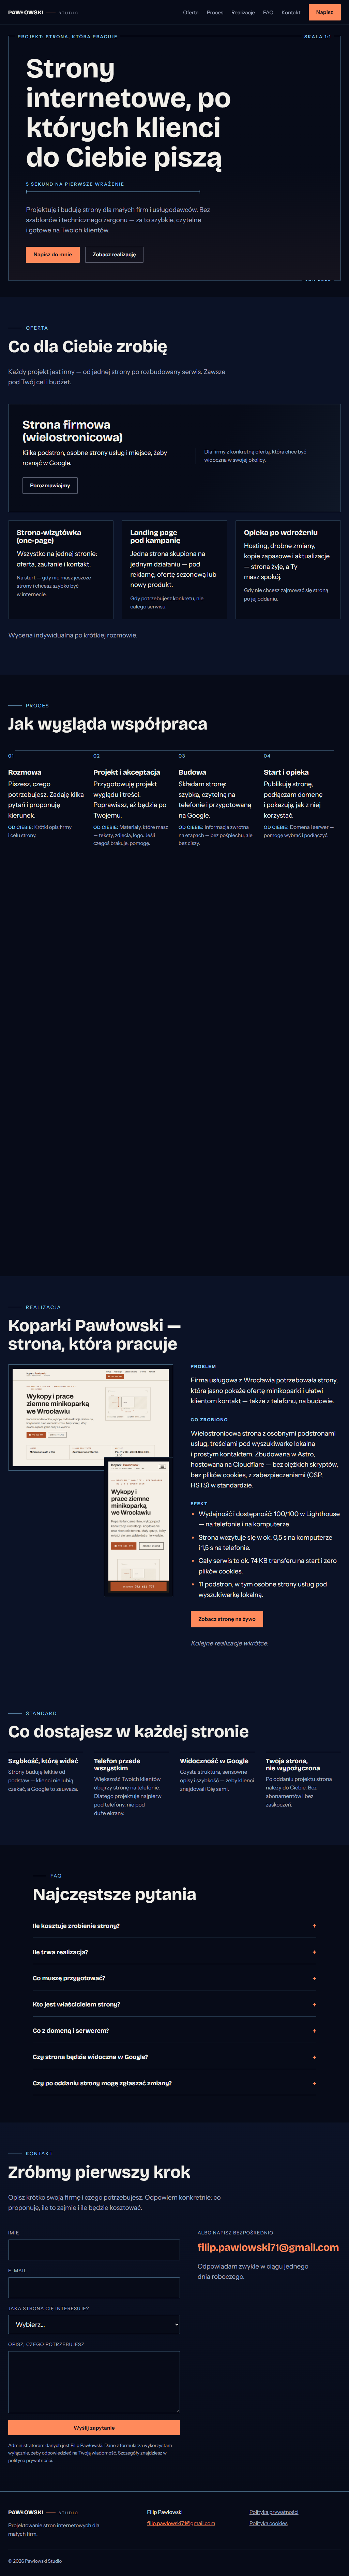 PAWŁOWSKI — STUDIO
Oferta Proces Realizacje FAQ Kontakt Napisz
PROJEKT: STRONA, KTÓRA PRACUJE
SKALA 1:1
Strony
internetowe, po
których klienci
do Ciebie piszą
5 SEKUND NA PIERWSZE WRAŻENIE
Projektuję i buduję strony dla małych firm i usługodawców. Bez
szablonów i technicznego żargonu — za to szybkie, czytelne
i gotowe na Twoich klientów.
Napisz do mnie
Zobacz realizację
OFERTA
Co dla Ciebie zrobię
Każdy projekt jest inny — od jednej strony po rozbudowany serwis. Zawsze
pod Twój cel i budżet.
Strona firmowa
(wielostronicowa)
Kilka podstron, osobne strony usług i miejsce, żeby
rosnąć w Google.
Dla firmy z konkretną ofertą, która chce być
widoczna w swojej okolicy.
Porozmawiajmy
Strona-wizytówka
(one-page)
Wszystko na jednej stronie:
oferta, zaufanie i kontakt.
Na start — gdy nie masz jeszcze
strony i chcesz szybko być
w internecie.
Landing page
pod kampanię
Jedna strona skupiona na
jednym działaniu — pod
reklamę, ofertę sezonową lub
nowy produkt.
Gdy potrzebujesz konkretu, nie
całego serwisu.
Opieka po wdrożeniu
Hosting, drobne zmiany,
kopie zapasowe i aktualizacje
— strona żyje, a Ty
masz spokój.
Gdy nie chcesz zajmować się stroną
po jej oddaniu.
Wycena indywidualna po krótkiej rozmowie.
PROCES
Jak wygląda współpraca
01
Rozmowa
Piszesz, czego
potrzebujesz. Zadaję kilka
pytań i proponuję
kierunek.
OD CIEBIE: Krótki opis firmy
i celu strony.
02
Projekt i akceptacja
Przygotowuję projekt
wyglądu i treści.
Poprawiasz, aż będzie po
Twojemu.
OD CIEBIE: Materiały, które masz
— teksty, zdjęcia, logo. Jeśli
czegoś brakuje, pomogę.
03
Budowa
Składam stronę:
szybką, czytelną na
telefonie i przygotowaną
na Google.
OD CIEBIE: Informacja zwrotna
na etapach — bez pośpiechu, ale
bez ciszy.
04
Start i opieka
Publikuję stronę,
podłączam domenę
i pokazuję, jak z niej
korzystać.
OD CIEBIE: Domena i serwer —
pomogę wybrać i podłączyć.
REALIZACJA
Koparki Pawłowski —
strona, która pracuje
Wykopy i prace
ziemne minikoparką
we Wrocławiu
Wykopy i
prace ziemne
minikoparką
we Wrocławiu
PROBLEM
Firma usługowa z Wrocławia potrzebowała strony,
która jasno pokaże ofertę minikoparki i ułatwi
klientom kontakt — także z telefonu, na budowie.
CO ZROBIONO
Wielostronicowa strona z osobnymi podstronami
usług, treściami pod wyszukiwarkę lokalną
i prostym kontaktem. Zbudowana w Astro,
hostowana na Cloudflare — bez ciężkich skryptów,
bez plików cookies, z zabezpieczeniami (CSP,
HSTS) w standardzie.
EFEKT
Wydajność i dostępność: 100/100 w Lighthouse
— na telefonie i na komputerze.
Strona wczytuje się w ok. 0,5 s na komputerze
i 1,5 s na telefonie.
Cały serwis to ok. 74 KB transferu na start i zero
plików cookies.
11 podstron, w tym osobne strony usług pod
wyszukiwarkę lokalną.
Zobacz stronę na żywo
Kolejne realizacje wkrótce.
STANDARD
Co dostajesz w każdej stronie
Szybkość, którą widać
Strony buduję lekkie od
podstaw — klienci nie lubią
czekać, a Google to zauważa.
Telefon przede
wszystkim
Większość Twoich klientów
obejrzy stronę na telefonie.
Dlatego projektuję najpierw
pod telefony, nie pod
duże ekrany.
Widoczność w Google
Czysta struktura, sensowne
opisy i szybkość — żeby klienci
znajdowali Cię sami.
Twoja strona,
nie wypożyczona
Po oddaniu projektu strona
należy do Ciebie. Bez
abonamentów i bez
zaskoczeń.
FAQ
Najczęstsze pytania
Ile kosztuje zrobienie strony? +
Ile trwa realizacja? +
Co muszę przygotować? +
Kto jest właścicielem strony? +
Co z domeną i serwerem? +
Czy strona będzie widoczna w Google? +
Czy po oddaniu strony mogę zgłaszać zmiany? +
KONTAKT
Zróbmy pierwszy krok
Opisz krótko swoją firmę i czego potrzebujesz. Odpowiem konkretnie: co
proponuję, ile to zajmie i ile będzie kosztować.
IMIĘ
E-MAIL
JAKA STRONA CIĘ INTERESUJE?
Wybierz...
OPISZ, CZEGO POTRZEBUJESZ
Wyślij zapytanie
Administratorem danych jest Filip Pawłowski. Dane z formularza wykorzystam
wyłącznie, żeby odpowiedzieć na Twoją wiadomość. Szczegóły znajdziesz w
polityce prywatności.
ALBO NAPISZ BEZPOŚREDNIO
filip.pawlowski71@gmail.com
Odpowiadam zwykle w ciągu jednego
dnia roboczego.
PAWŁOWSKI — STUDIO
Projektowanie stron internetowych dla
małych firm.
Filip Pawłowski
filip.pawlowski71@gmail.com
Polityka prywatności
Polityka cookies
© 2026 Pawłowski Studio